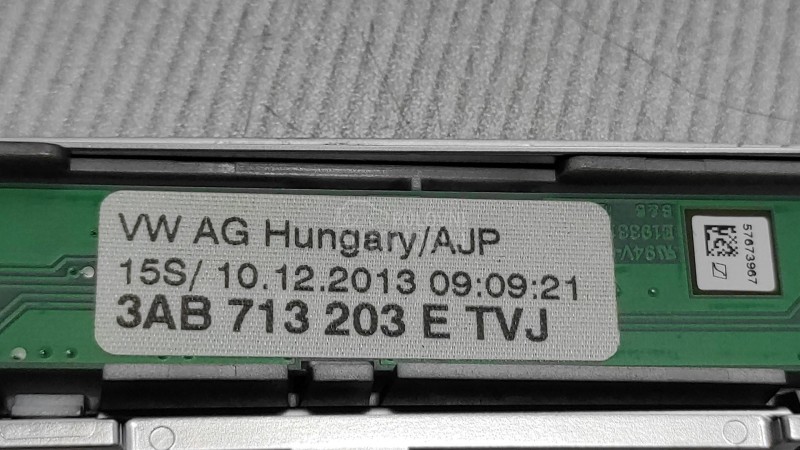 VW AG Hungary/AJP
15S/ 10.12.2013 09:09:21
3AB 713 203 E TVJ
57673967